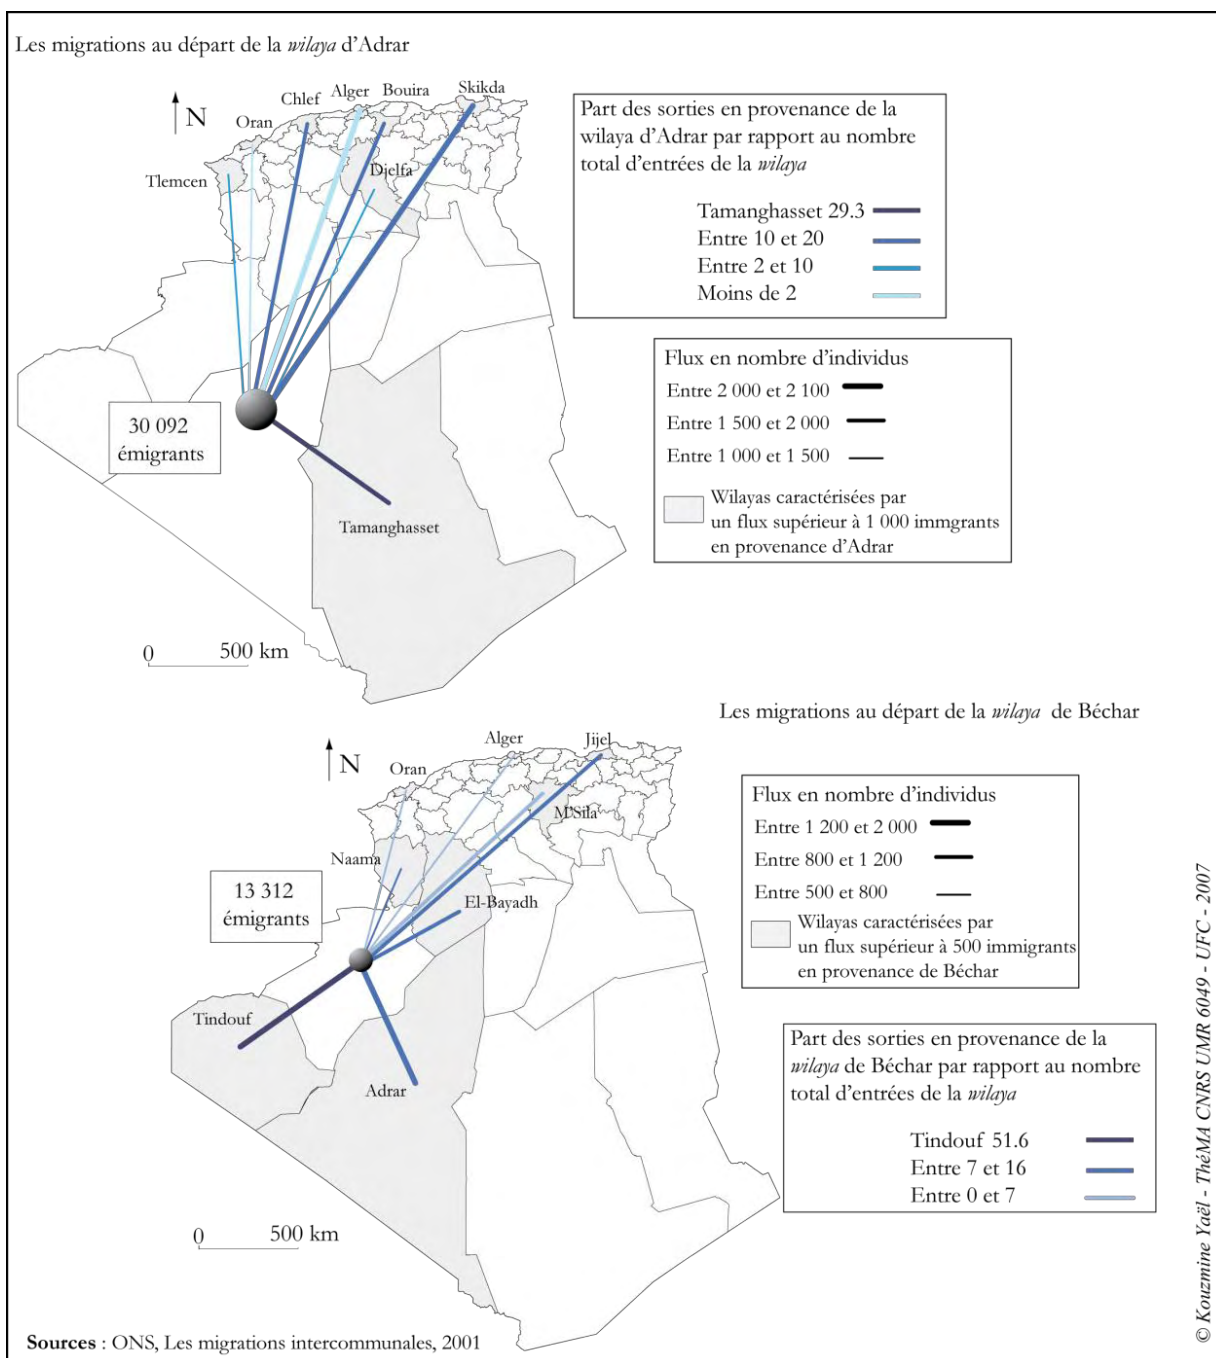 Les migrations au départ de la wilaya d'Adrar
N
Oran
Chlef
Alger
Bouira
Skikda
Tlemcen
Djelfa
30 092
émigrants
Tamanghasset
0 500 km
Part des sorties en provenance de la
wilaya d'Adrar par rapport au nombre
total d'entrées de la wilaya
Tamanghasset 29.3
Entre 10 et 20
Entre 2 et 10
Moins de 2
Flux en nombre d'individus
Entre 2 000 et 2 100
Entre 1 500 et 2 000
Entre 1 000 et 1 500
Wilayas caractérisées par
un flux supérieur à 1 000 immgrants
en provenance d'Adrar
Les migrations au départ de la wilaya de Béchar
N
Oran
Alger
Jijel
M'Sila
Naama
El-Bayadh
13 312
émigrants
Tindouf
Adrar
0 500 km
Flux en nombre d'individus
Entre 1 200 et 2 000
Entre 800 et 1 200
Entre 500 et 800
Wilayas caractérisées par
un flux supérieur à 500 immigrants
en provenance de Béchar
Part des sorties en provenance de la
wilaya de Béchar par rapport au nombre
total d'entrées de la wilaya
Tindouf 51.6
Entre 7 et 16
Entre 0 et 7
Sources : ONS, Les migrations intercommunales, 2001
© Kouzmine Yaël - ThéMA CNRS UMR 6049 - UFC - 2007